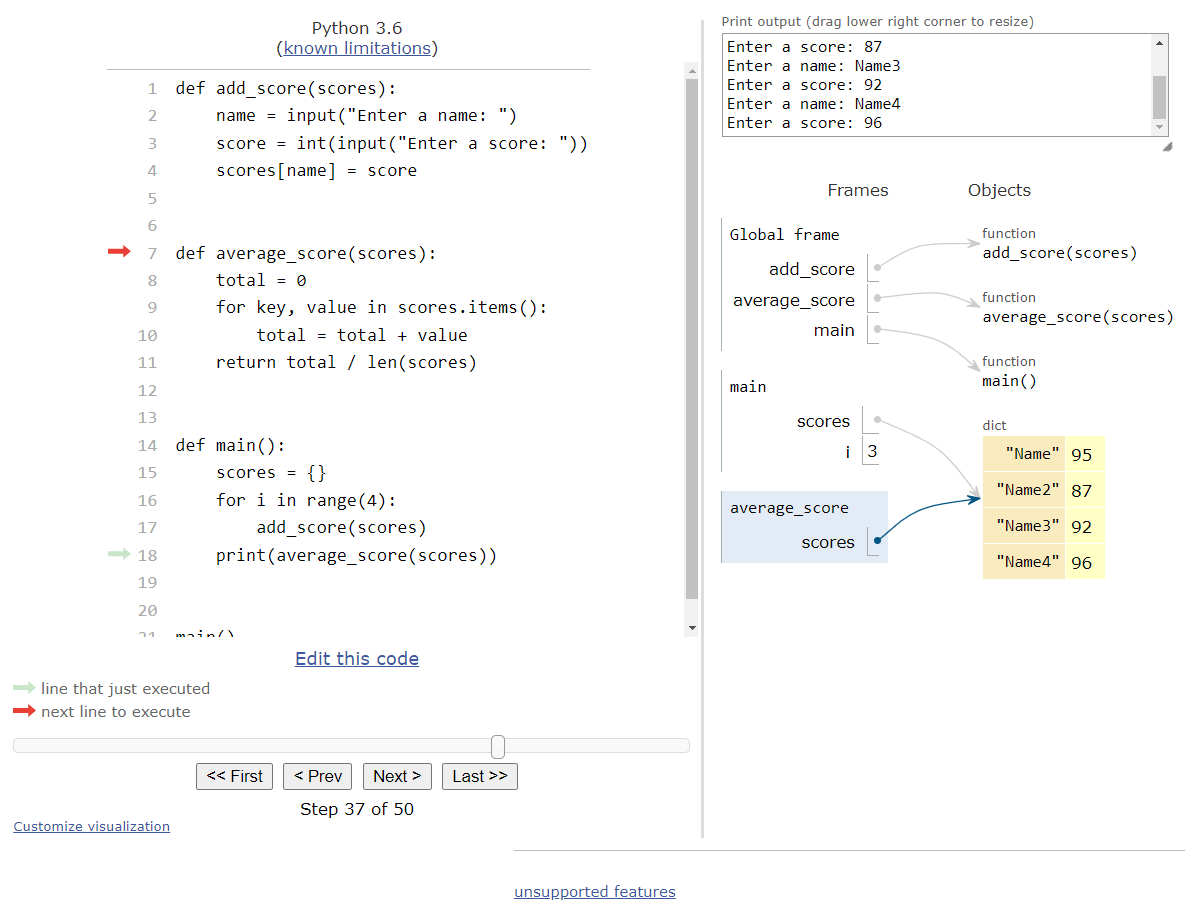 Python 3.6
(known limitations)
1 def add_score(scores):
2     name = input("Enter a name: ")
3     score = int(input("Enter a score: "))
4     scores[name] = score
5
6
7 def average_score(scores):
8     total = 0
9     for key, value in scores.items():
10         total = total + value
11     return total / len(scores)
12
13
14 def main():
15     scores = {}
16     for i in range(4):
17         add_score(scores)
18     print(average_score(scores))
19
20
21 main()
Edit this code
line that just executed
next line to execute
<< First < Prev Next > Last >>
Step 37 of 50
Customize visualization
Print output (drag lower right corner to resize)
Enter a score: 87
Enter a name: Name3
Enter a score: 92
Enter a name: Name4
Enter a score: 96
Frames Objects
Global frame
add_score
average_score
main
function
add_score(scores)
function
average_score(scores)
function
main()
main
scores
i 3
average_score
scores
dict
"Name" 95
"Name2" 87
"Name3" 92
"Name4" 96
unsupported features